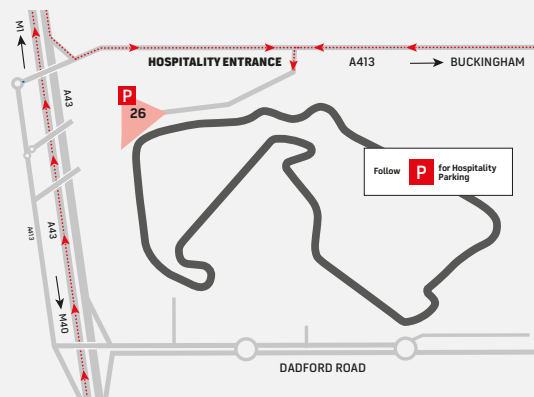 M1
HOSPITALITY ENTRANCE
A413
BUCKINGHAM
P
26
A43
Follow P for Hospitality
Parking
A413
A43
M40
DADFORD ROAD